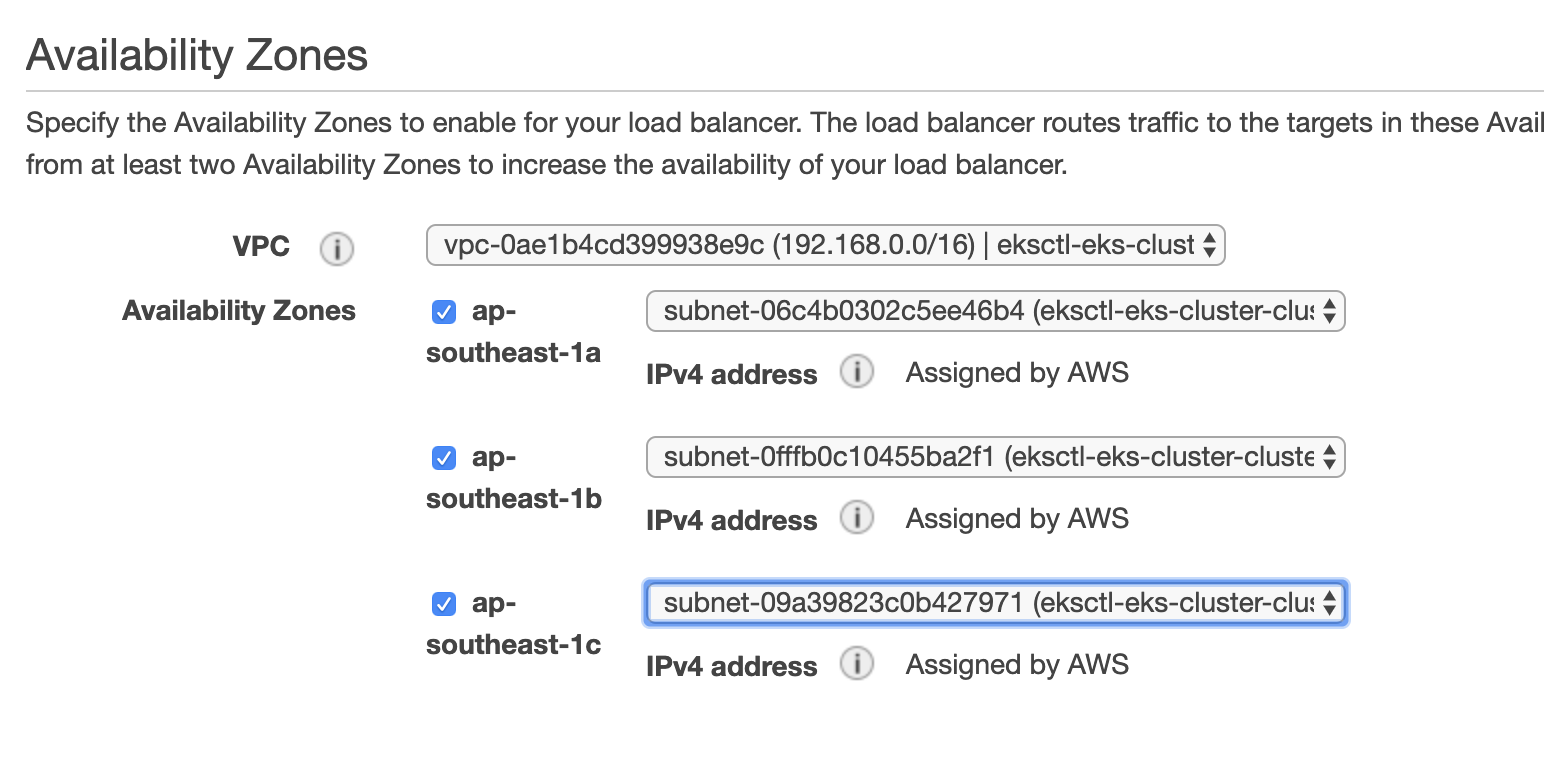 Availability Zones
Specify the Availability Zones to enable for your load balancer. The load balancer routes traffic to the targets in these Avail
from at least two Availability Zones to increase the availability of your load balancer.
VPC i vpc-0ae1b4cd399938e9c (192.168.0.0/16) | eksctl-eks-clust
Availability Zones ap- subnet-06c4b0302c5ee46b4 (eksctl-eks-cluster-clus
southeast-1a
IPv4 address i Assigned by AWS
ap- subnet-0fffb0c10455ba2f1 (eksctl-eks-cluster-cluste
southeast-1b
IPv4 address i Assigned by AWS
ap- subnet-09a39823c0b427971 (eksctl-eks-cluster-clus
southeast-1c
IPv4 address i Assigned by AWS